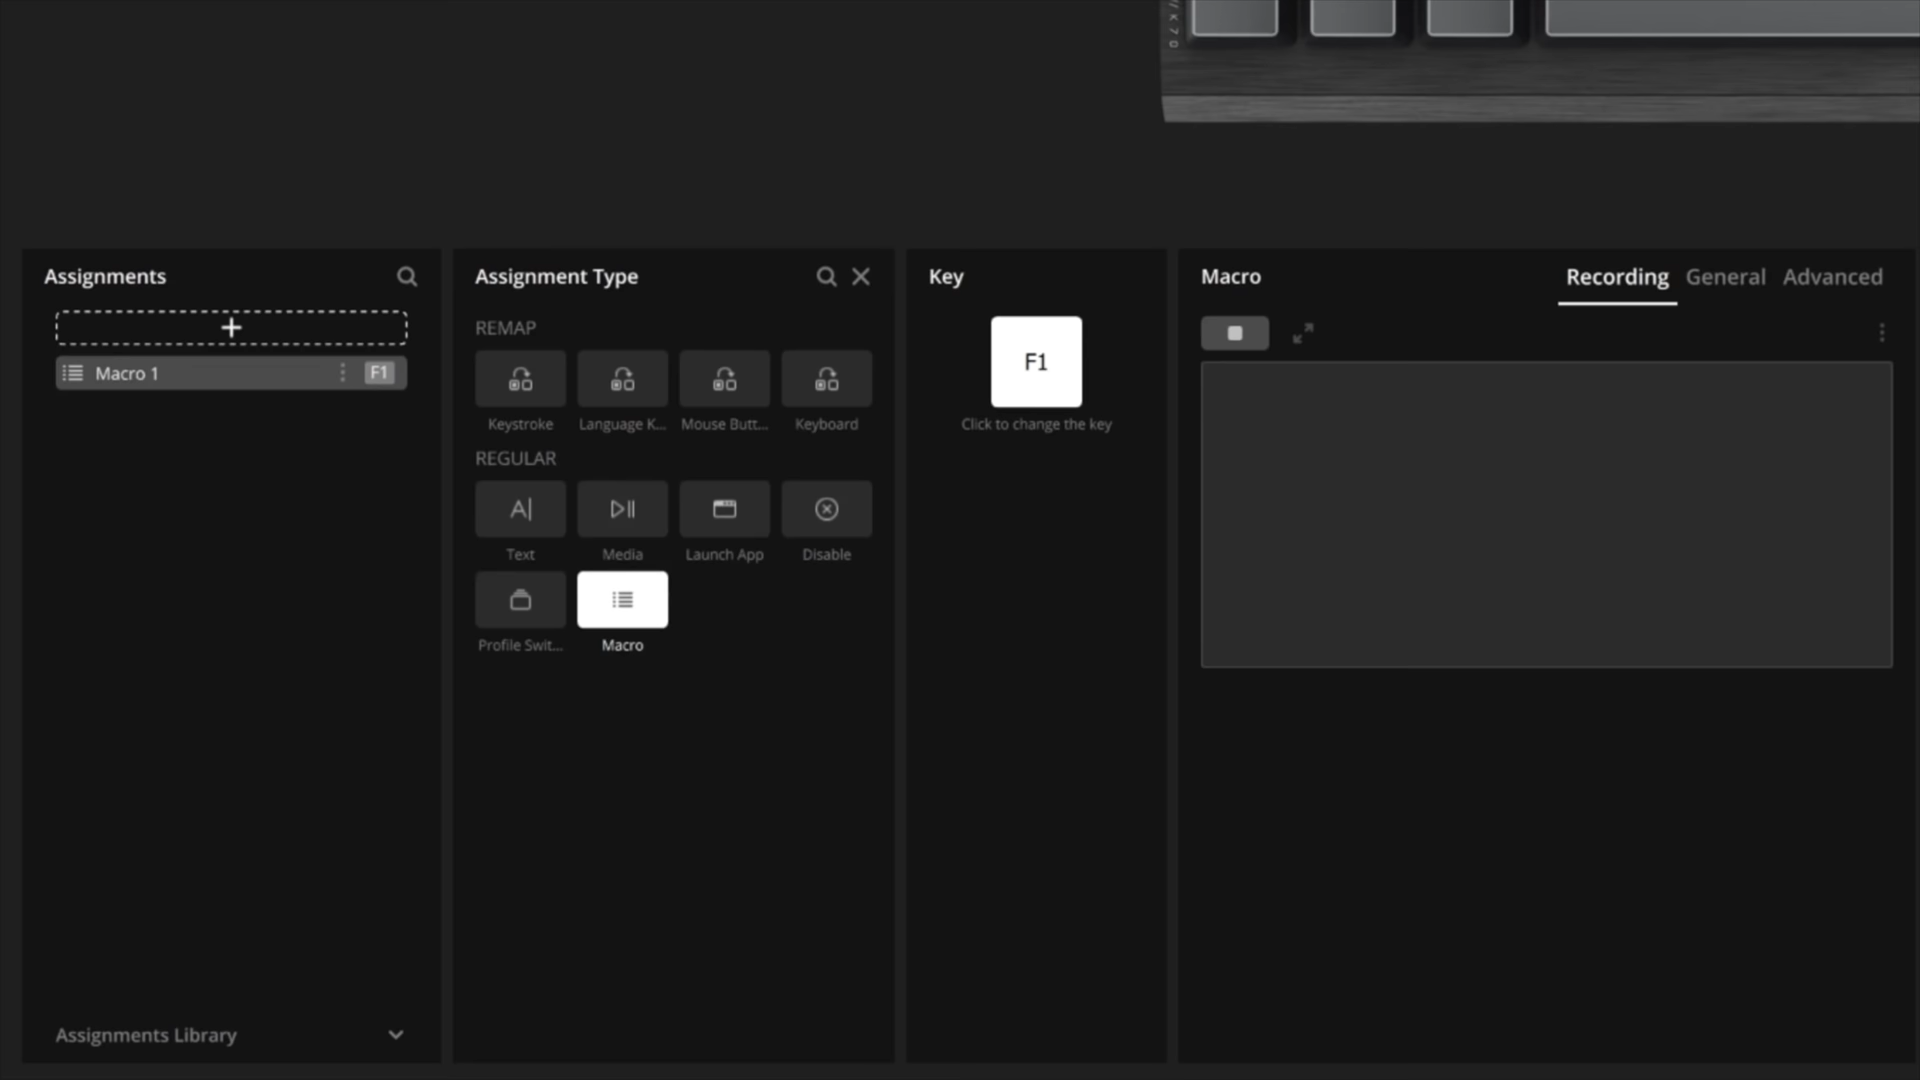 K70
Assignments
Macro 1
F1
Assignments Library
Assignment Type
REMAP
Keystroke
Language K...
Mouse Butt...
Keyboard
REGULAR
Text
Media
Launch App
Disable
Profile Swit...
Macro
Key
F1
Click to change the key
Macro
Recording
General
Advanced